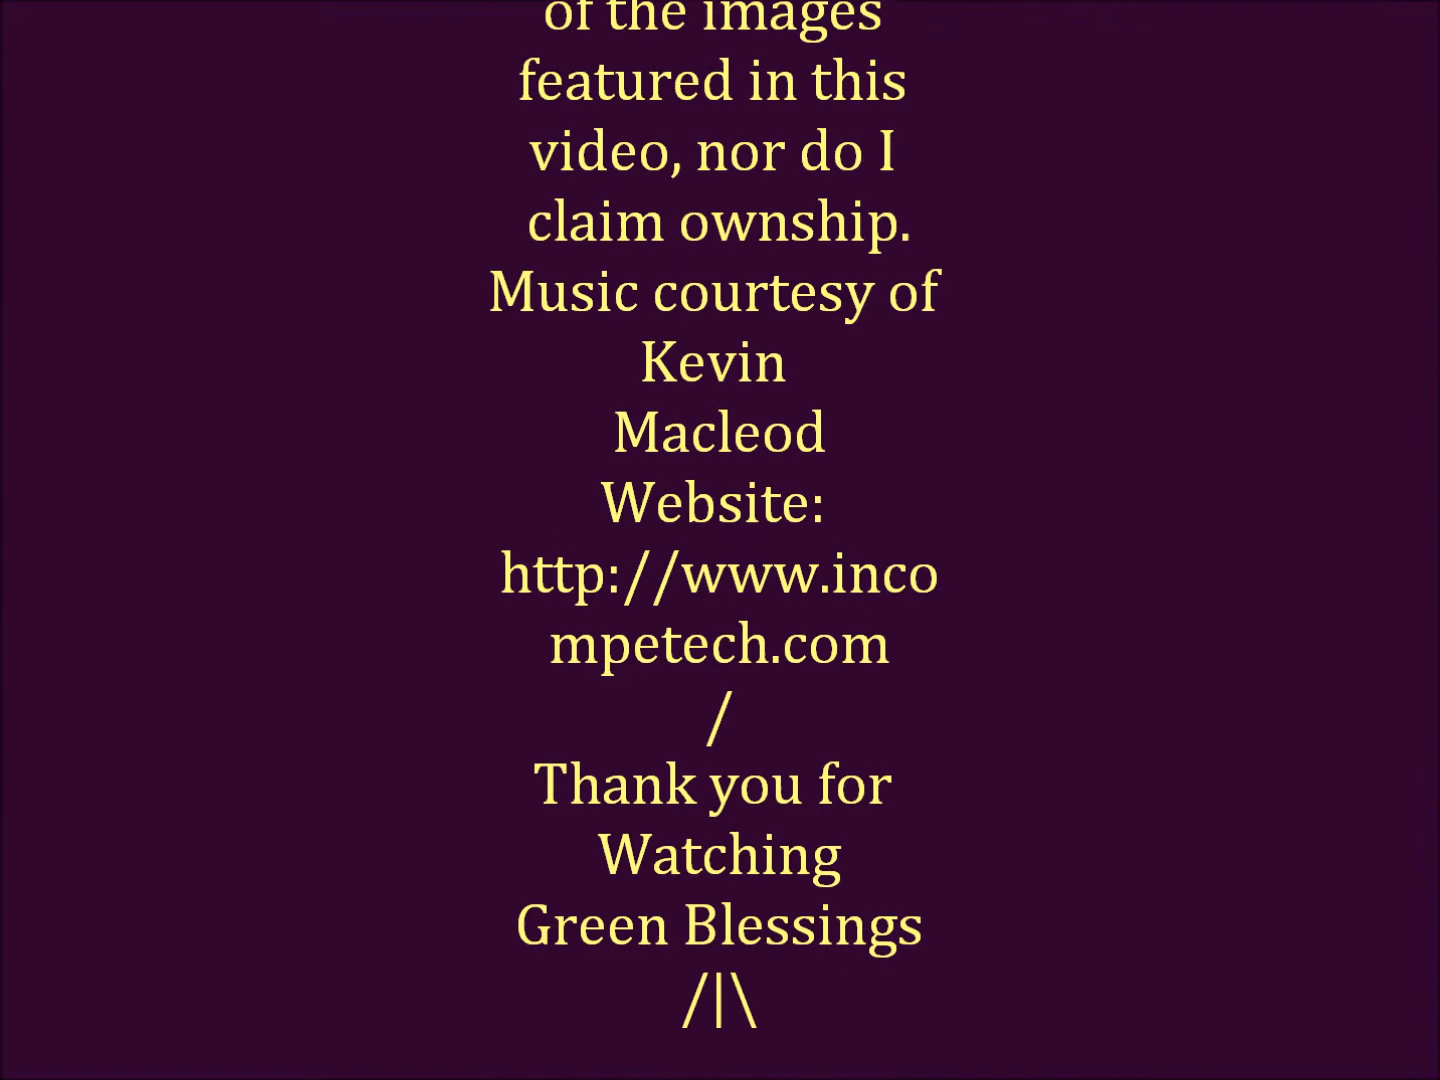 of the images
featured in this
video, nor do I
claim ownship.
Music courtesy of
Kevin
Macleod
Website:
http://www.inco
mpetech.com
/
Thank you for
Watching
Green Blessings
/|\